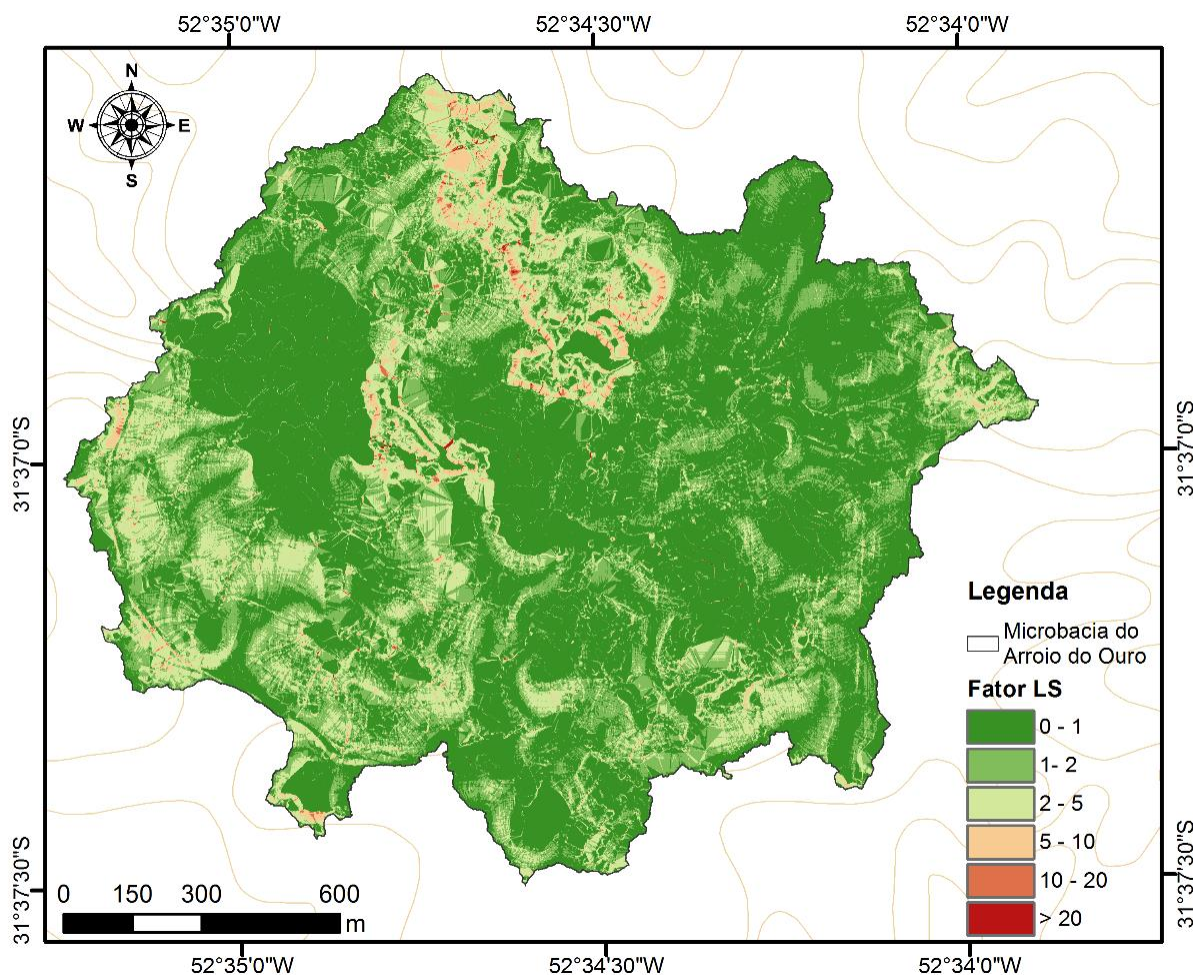 52°35'0"W
52°34'30"W
52°34'0"W
N
W
E
S
31°37'0"S
31°37'0"S
Legenda
Microbacia do
Arroio do Ouro
Fator LS
0 - 1
1- 2
2 - 5
5 - 10
10 - 20
> 20
31°37'30"S
31°37'30"S
0 150 300 600
m
52°35'0"W
52°34'30"W
52°34'0"W